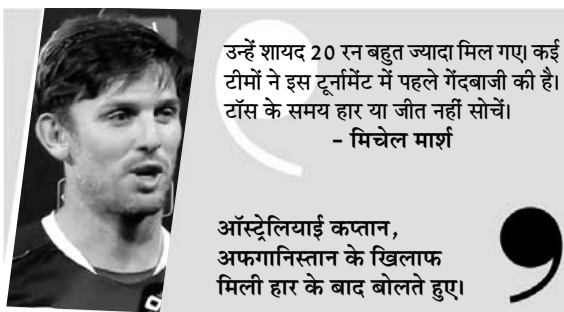 उन्हें शायद 20 रन बहुत ज्यादा मिल गए। कई
टीमों ने इस टूर्नामेंट में पहले गेंदबाजी की है।
टॉस के समय हार या जीत नहीं सोचें।
- मिचेल मार्श
ऑस्ट्रेलियाई कप्तान,
अफगानिस्तान के खिलाफ
मिली हार के बाद बोलते हुए।